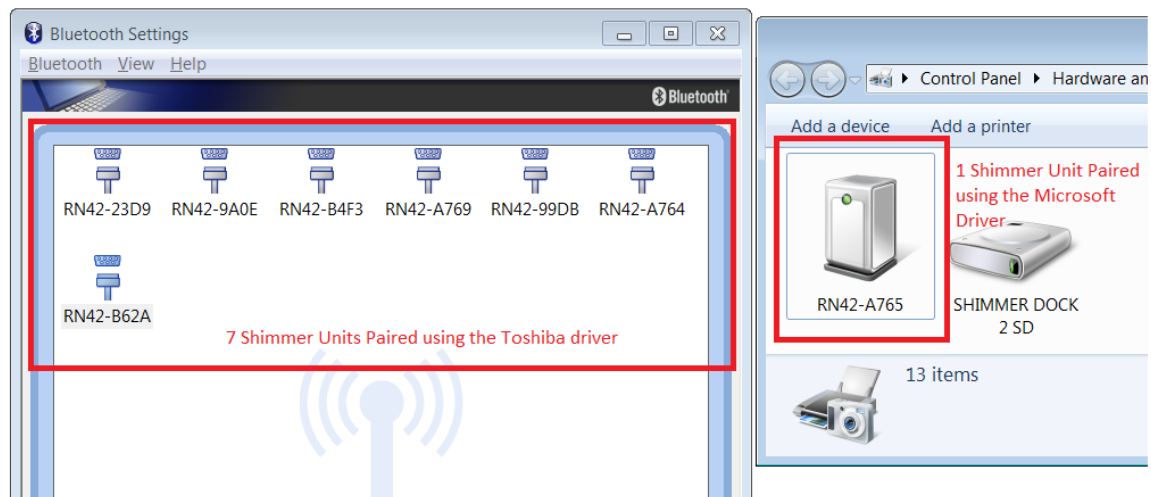 Bluetooth Settings
Bluetooth View Help
Bluetooth
RN42-23D9 RN42-9A0E RN42-B4F3 RN42-A769 RN42-99DB RN42-A764
RN42-B62A
7 Shimmer Units Paired using the Toshiba driver
Control Panel Hardware an
Add a device Add a printer
1 Shimmer Unit Paired
using the Microsoft
Driver
RN42-A765
SHIMMER DOCK
2 SD
13 items